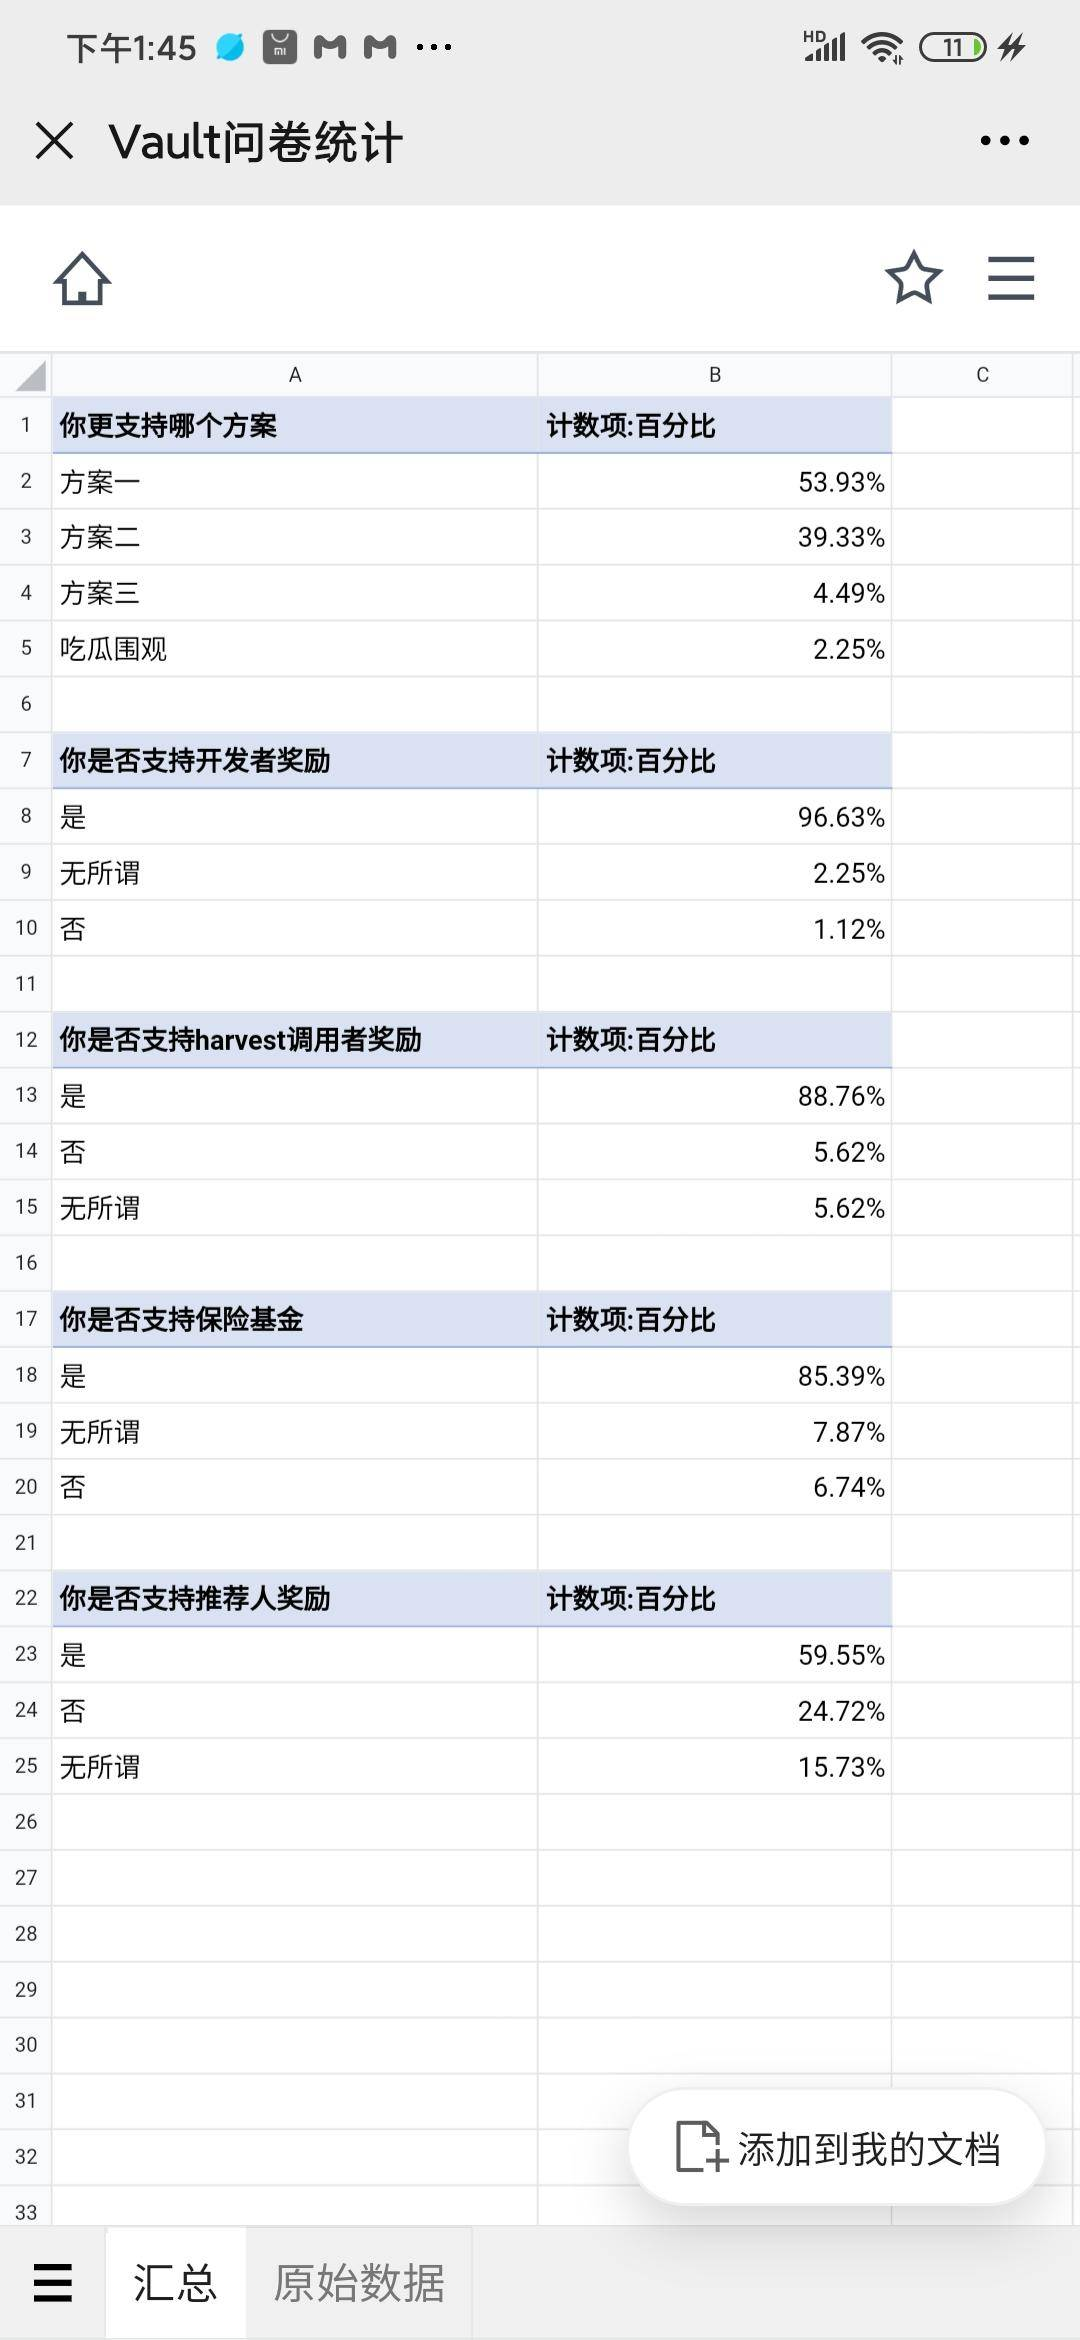 下午1:45
HD
11
Vault问卷统计
A B C
1 你更支持哪个方案 计数项:百分比
2 方案一 53.93%
3 方案二 39.33%
4 方案三 4.49%
5 吃瓜围观 2.25%
6
7 你是否支持开发者奖励 计数项:百分比
8 是 96.63%
9 无所谓 2.25%
10 否 1.12%
11
12 你是否支持harvest调用者奖励 计数项:百分比
13 是 88.76%
14 否 5.62%
15 无所谓 5.62%
16
17 你是否支持保险基金 计数项:百分比
18 是 85.39%
19 无所谓 7.87%
20 否 6.74%
21
22 你是否支持推荐人奖励 计数项:百分比
23 是 59.55%
24 否 24.72%
25 无所谓 15.73%
26
27
28
29
30
31
32
33
添加到我的文档
汇总 原始数据